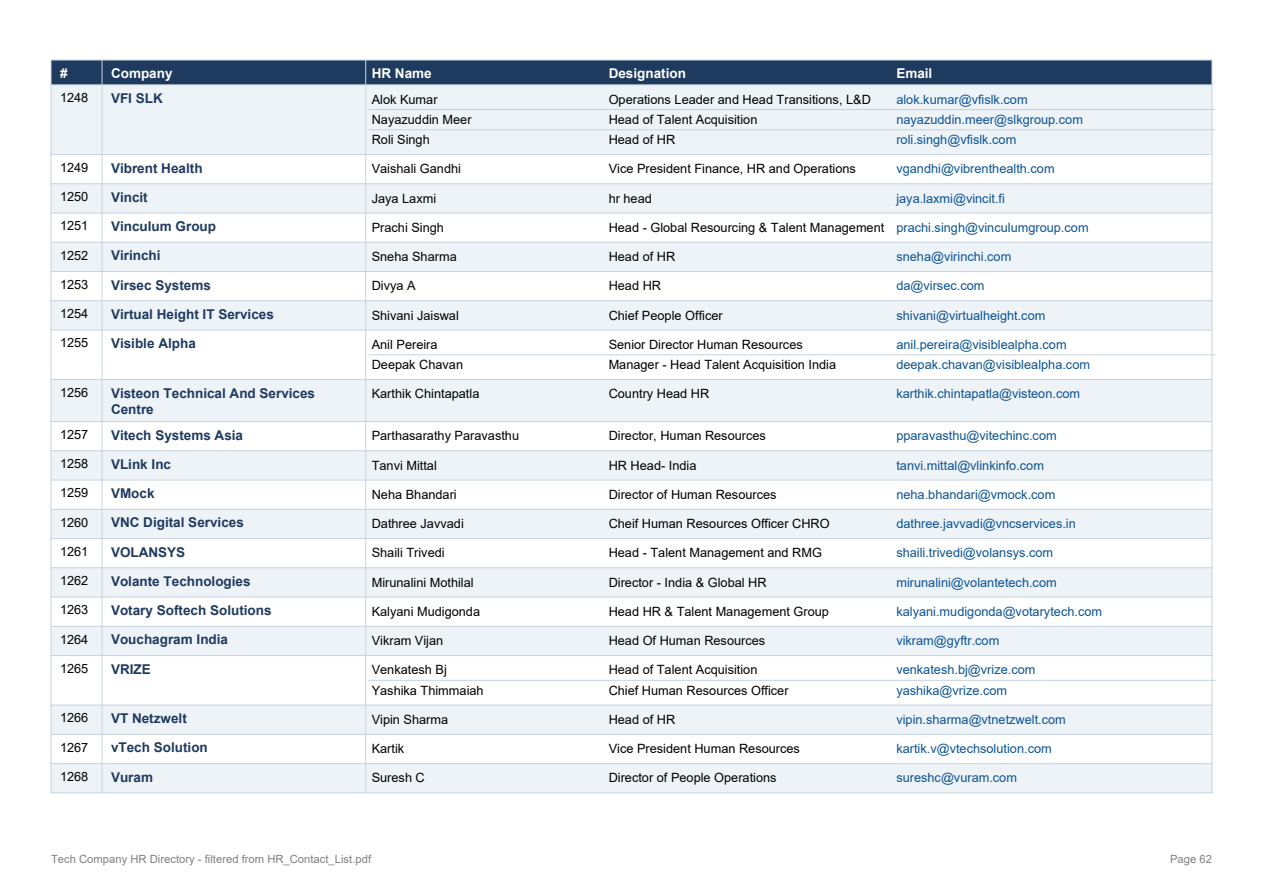 # Company HR Name Designation Email
1248 VFI SLK Alok Kumar Operations Leader and Head Transitions, L&D alok.kumar@vfislk.com
Nayazuddin Meer Head of Talent Acquisition nayazuddin.meer@slkgroup.com
Roli Singh Head of HR roli.singh@vfislk.com
1249 Vibrent Health Vaishali Gandhi Vice President Finance, HR and Operations vgandhi@vibrenthealth.com
1250 Vincit Jaya Laxmi hr head jaya.laxmi@vincit.fi
1251 Vinculum Group Prachi Singh Head - Global Resourcing & Talent Management prachi.singh@vinculumgroup.com
1252 Virinchi Sneha Sharma Head of HR sneha@virinchi.com
1253 Virsec Systems Divya A Head HR da@virsec.com
1254 Virtual Height IT Services Shivani Jaiswal Chief People Officer shivani@virtualheight.com
1255 Visible Alpha Anil Pereira Senior Director Human Resources anil.pereira@visiblealpha.com
Deepak Chavan Manager - Head Talent Acquisition India deepak.chavan@visiblealpha.com
1256 Visteon Technical And Services Karthik Chintapatla Country Head HR karthik.chintapatla@visteon.com
Centre
1257 Vitech Systems Asia Parthasarathy Paravasthu Director, Human Resources pparavasthu@vitechinc.com
1258 VLink Inc Tanvi Mittal HR Head- India tanvi.mittal@vlinkinfo.com
1259 VMock Neha Bhandari Director of Human Resources neha.bhandari@vmock.com
1260 VNC Digital Services Dathree Javvadi Cheif Human Resources Officer CHRO dathree.javvadi@vncservices.in
1261 VOLANSYS Shaili Trivedi Head - Talent Management and RMG shaili.trivedi@volansys.com
1262 Volante Technologies Mirunalini Mothilal Director - India & Global HR mirunalini@volantetech.com
1263 Votary Softech Solutions Kalyani Mudigonda Head HR & Talent Management Group kalyani.mudigonda@votarytech.com
1264 Vouchagram India Vikram Vijan Head Of Human Resources vikram@gyftr.com
1265 VRIZE Venkatesh Bj Head of Talent Acquisition venkatesh.bj@vrize.com
Yashika Thimmaiah Chief Human Resources Officer yashika@vrize.com
1266 VT Netzwelt Vipin Sharma Head of HR vipin.sharma@vtnetzwelt.com
1267 vTech Solution Kartik Vice President Human Resources kartik.v@vtechsolution.com
1268 Vuram Suresh C Director of People Operations sureshc@vuram.com
Tech Company HR Directory - filtered from HR_Contact_List.pdf Page 62